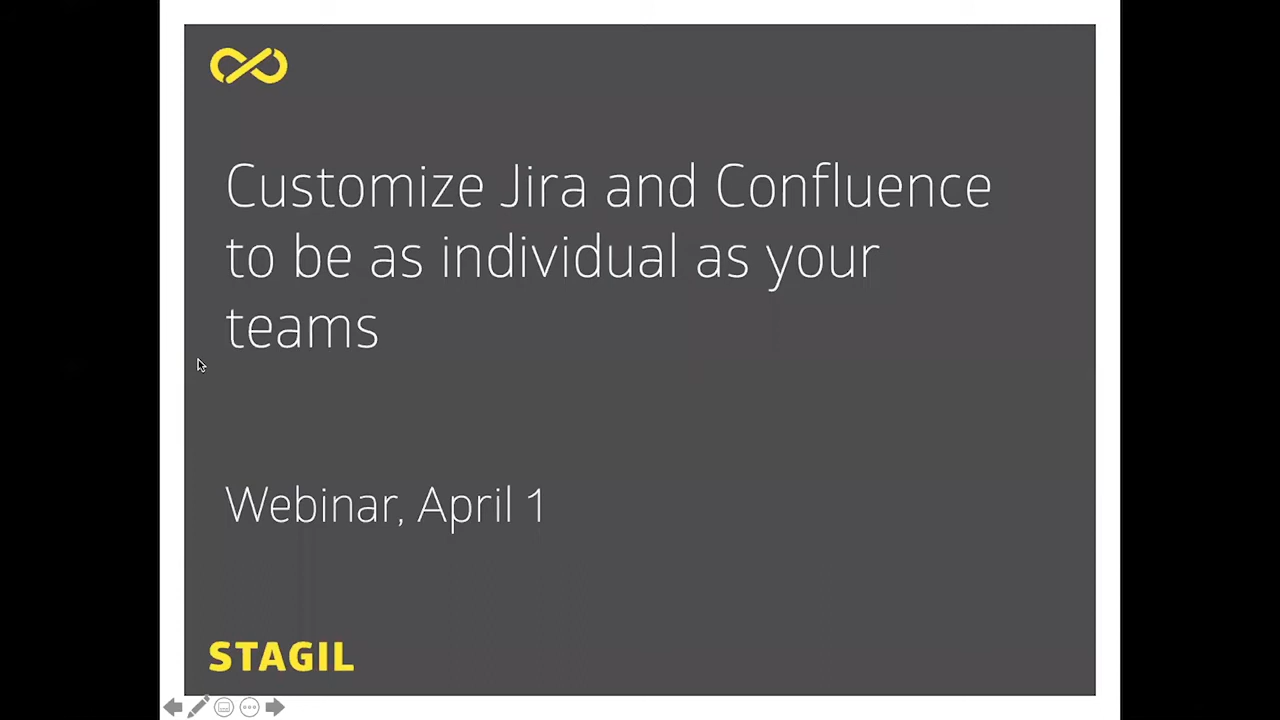 Customize Jira and Confluence
to be as individual as your
teams
Webinar, April 1
STAGIL